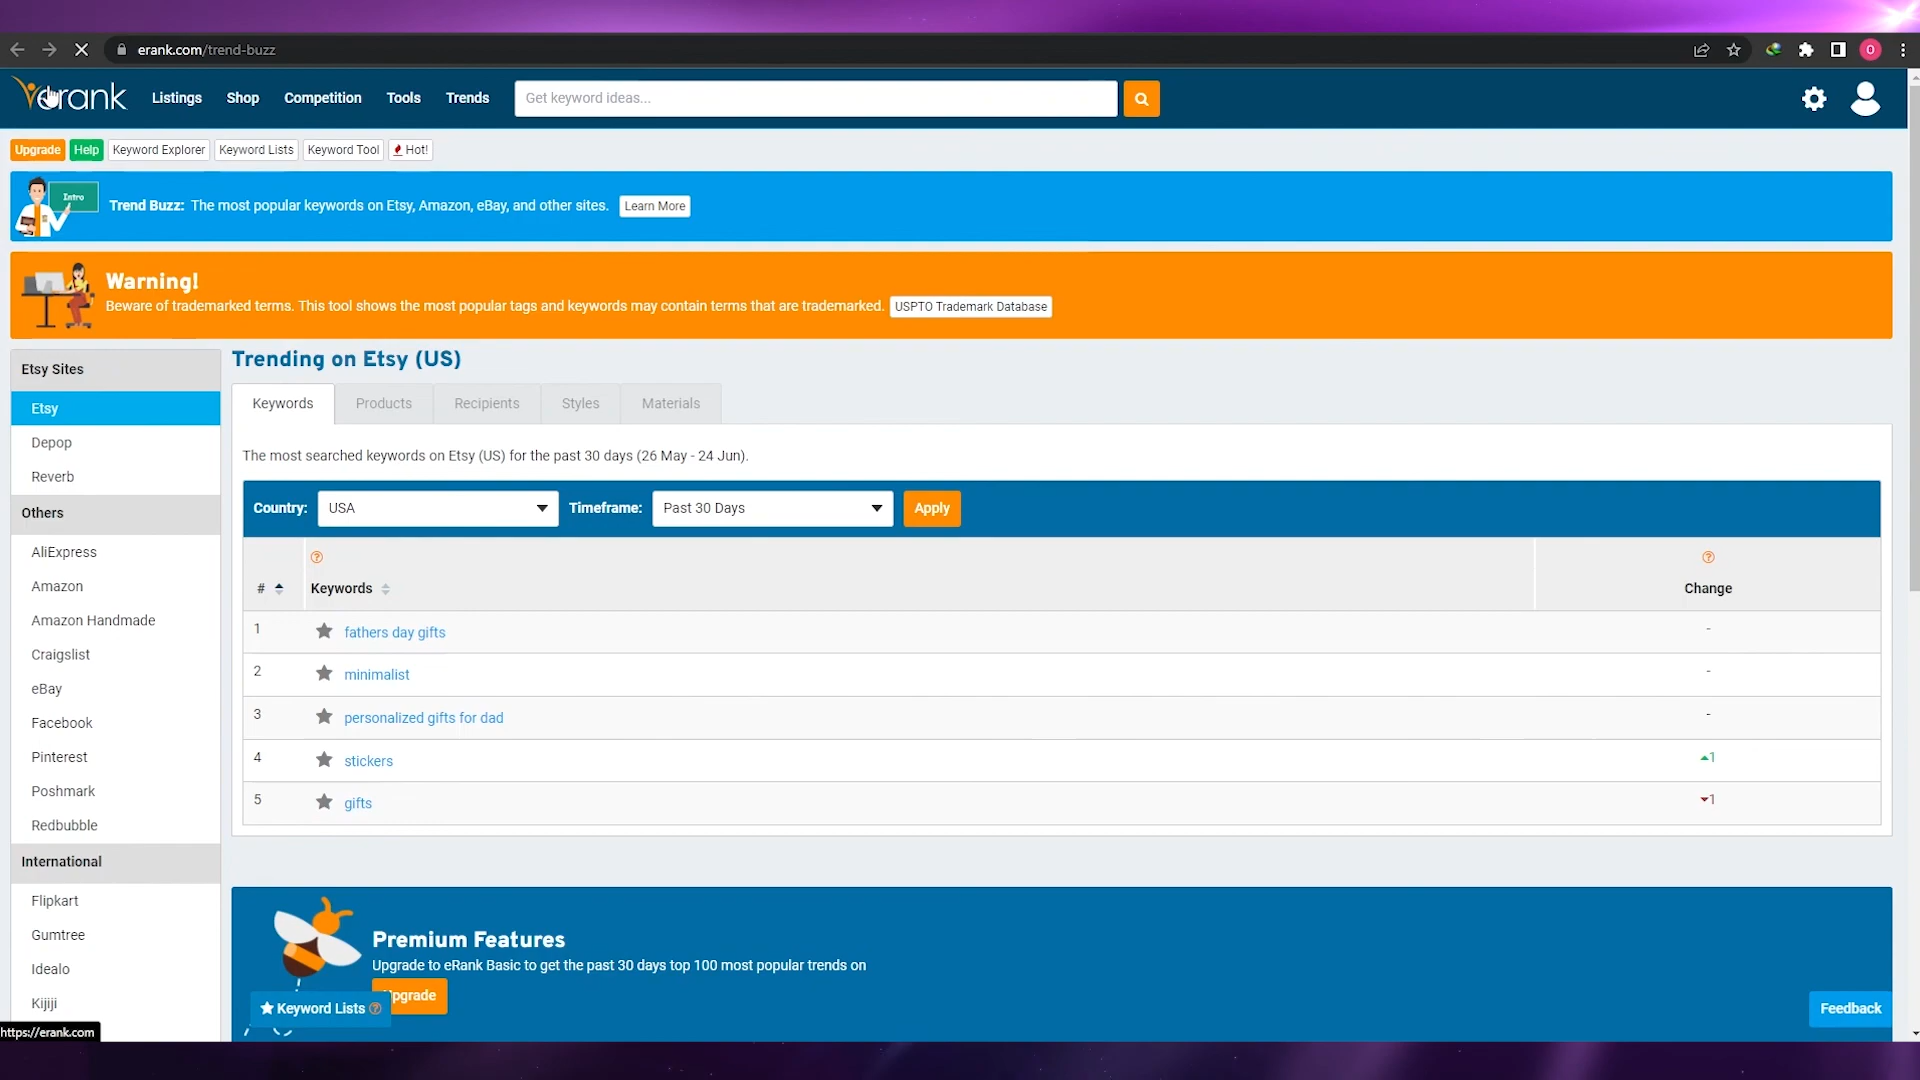 erank.com/trend-buzz
O
erank
Listings
Shop
Competition
Tools
Trends
Get keyword ideas...
Upgrade
Help
Keyword Explorer
Keyword Lists
Keyword Tool
Hot!
Intro
Trend Buzz: The most popular keywords on Etsy, Amazon, eBay, and other sites.
Learn More
Warning!
Beware of trademarked terms. This tool shows the most popular tags and keywords may contain terms that are trademarked.
USPTO Trademark Database
Etsy Sites
Etsy
Depop
Reverb
Others
AliExpress
Amazon
Amazon Handmade
Craigslist
eBay
Facebook
Pinterest
Poshmark
Redbubble
International
Flipkart
Gumtree
Idealo
Kijiji
Trending on Etsy (US)
Keywords
Products
Recipients
Styles
Materials
The most searched keywords on Etsy (US) for the past 30 days (26 May - 24 Jun).
Country:
USA
Timeframe:
Past 30 Days
Apply
#
? Keywords
? Change
1 fathers day gifts -
2 minimalist -
3 personalized gifts for dad -
4 stickers 1
5 gifts 1
Premium Features
Upgrade to eRank Basic to get the past 30 days top 100 most popular trends on
pgrade
Keyword Lists ?
Feedback
https://erank.com